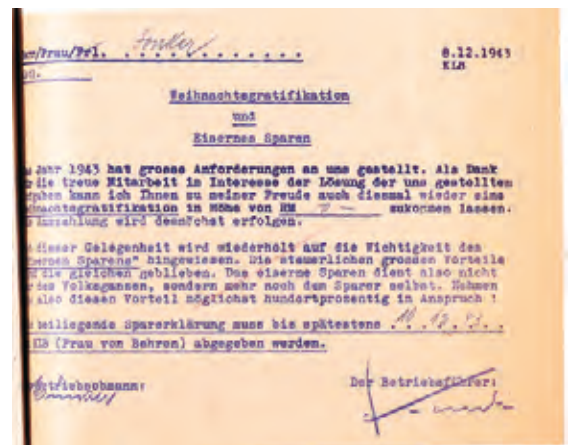 /Frau/Frl. . . . . . . . . .
8.12.1943
KLB
Weihnachtsgratifikation
und
Eisernes Sparen
Jahr 1943 hat grosse Anforderungen an uns gestellt. Als Dank
die treue Mitarbeit in Interesse der Lösung der uns gestellten
kann ich Ihnen zu meiner Freude auch diesmal wieder eine
in Höhe von RM zukommen lassen.
wird demnächst erfolgen.
dieser Gelegenheit wird wiederholt auf die Wichtigkeit des
Sparens" hingewiesen. Die steuerlichen grossen Vorteile
die gleichen geblieben. Das eiserne Sparen dient also nicht
des Volksganzen, sondern mehr noch dem Sparer selbst. Nehmen
also diesen Vorteil möglichst hundertprozentig in Anspruch !
beiliegende Sparerklärung muss bis spätestens 10.12.43. .
KLB (Frau von Behren) abgegeben werden.
Der Betriebsführer: